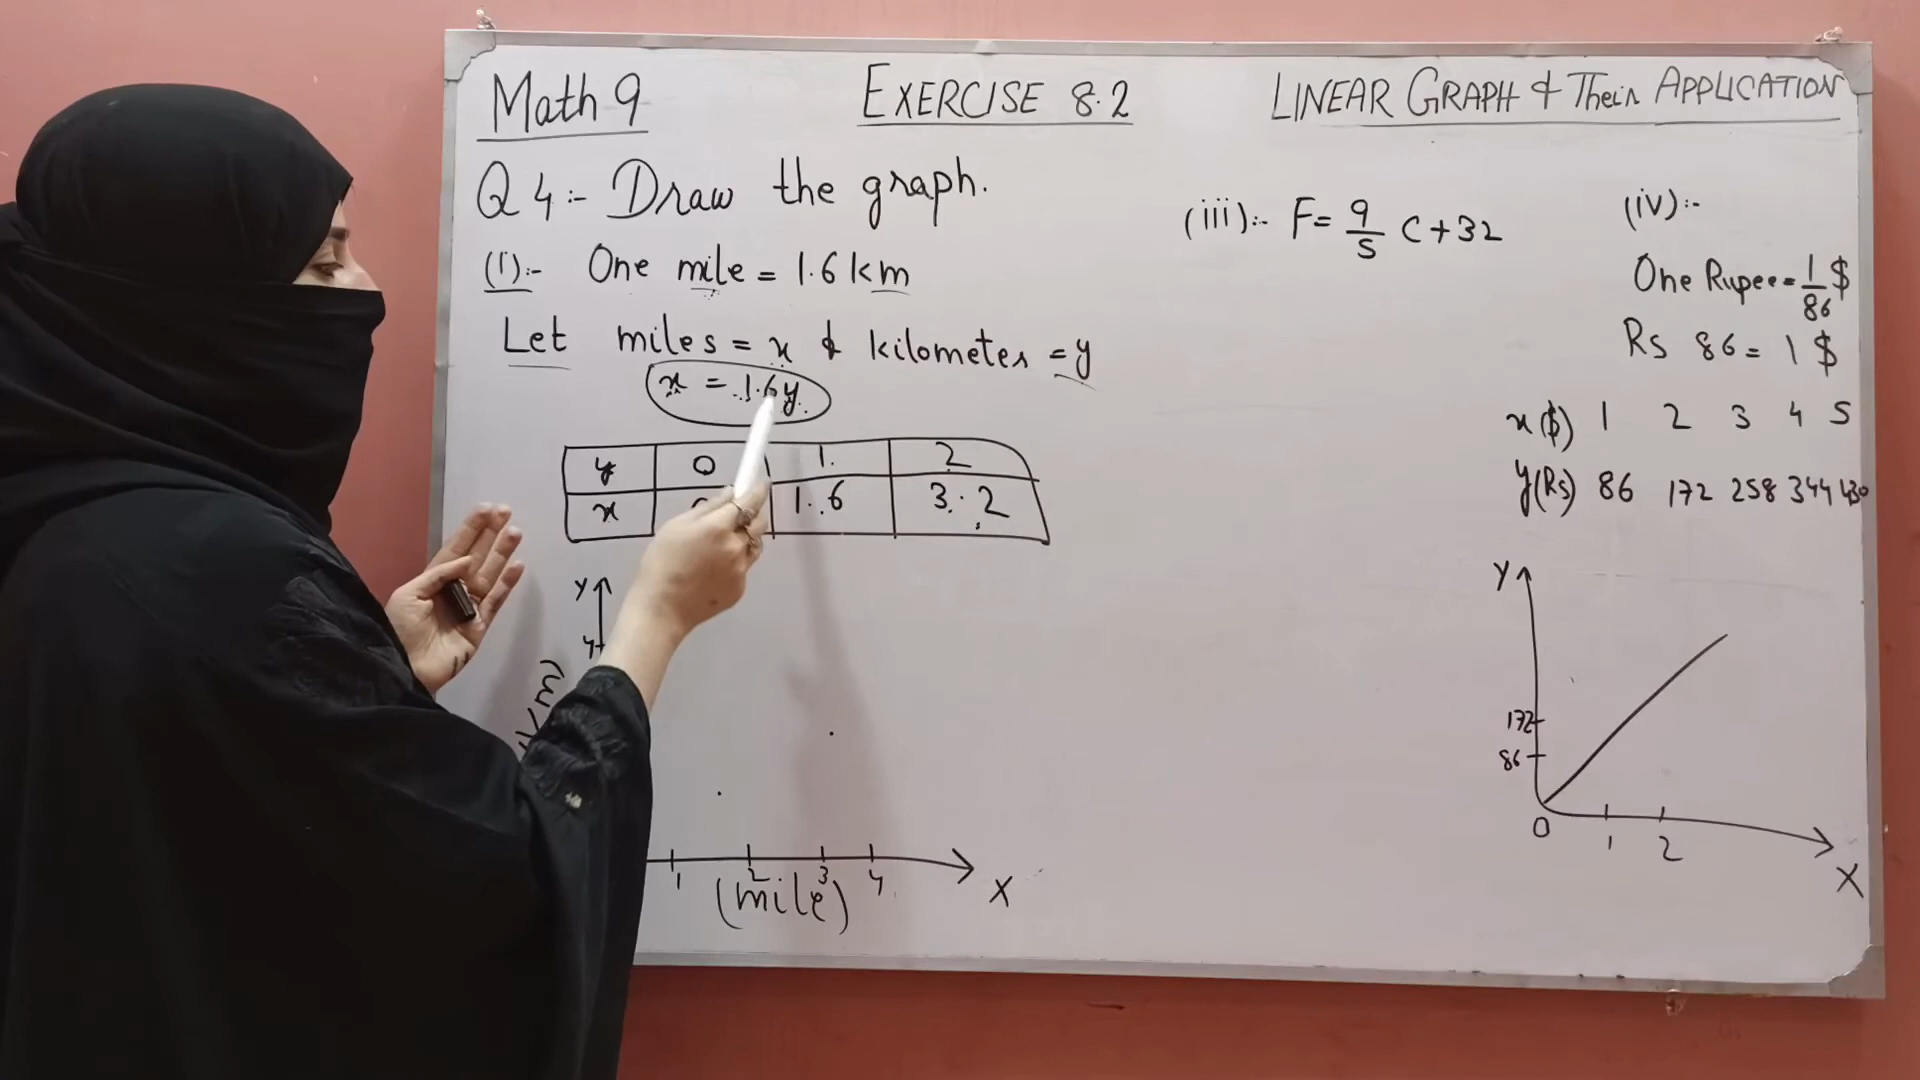 Math 9 EXERCISE 8.2 LINEAR GRAPH & Their APPLICATION
Q4:- Draw the graph.
(i):- One mile = 1.6 km
Let miles = x & kilometer = y
x = 1.6y
y 0 1 2
x 1.6 3.2
Y
4
1 2 3 4
(mile)
X
(iii):- F = 9/5 C + 32
(iv):-
One Rupee = 1/86 $
Rs 86 = 1 $
x($) 1 2 3 4 5
y(Rs) 86 172 258 344 430
Y
172
86
0 1 2
X